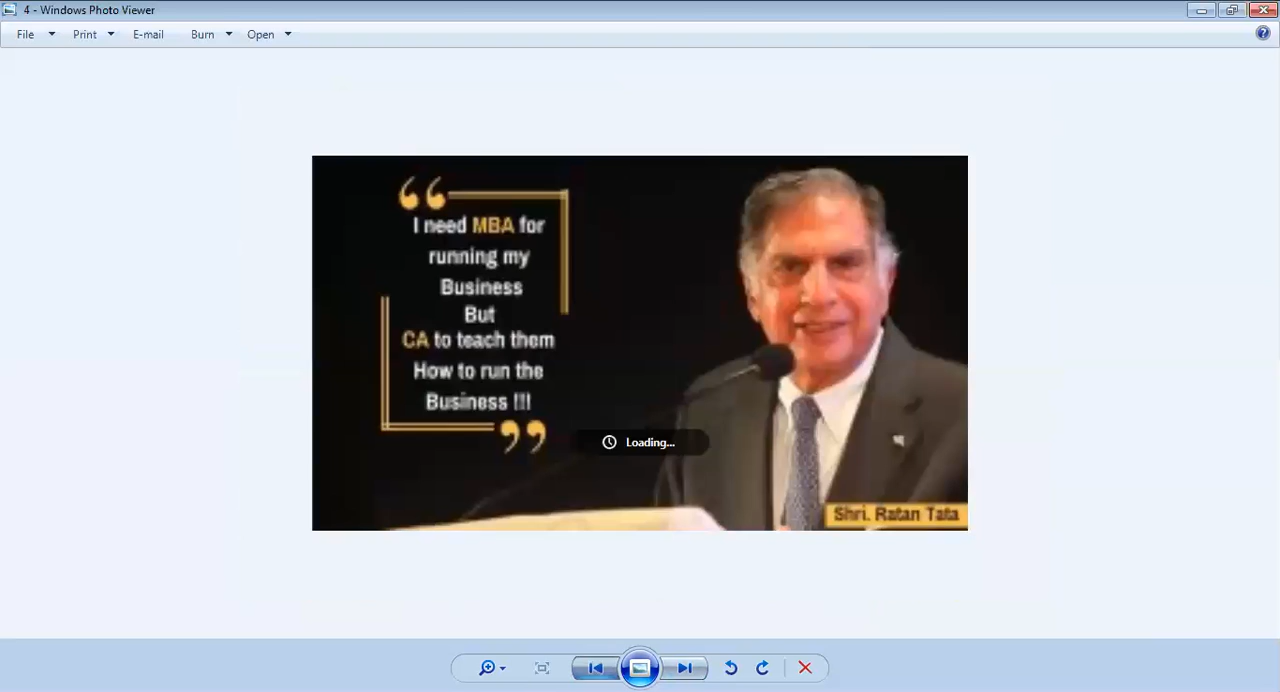 4 - Windows Photo Viewer
File Print E-mail Burn Open
I need MBA for
running my
Business
But
CA to teach them
How to run the
Business !!!
Loading...
Shri. Ratan Tata